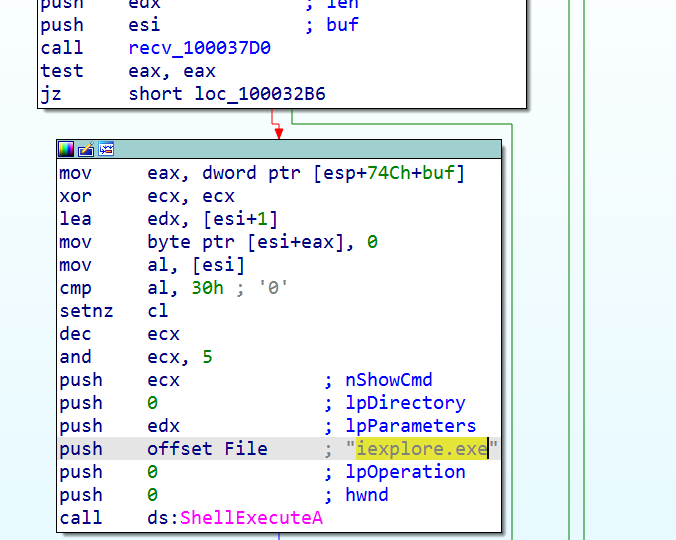 push edx ; len
push esi ; buf
call recv_100037D0
test eax, eax
jz short loc_100032B6
mov eax, dword ptr [esp+74Ch+buf]
xor ecx, ecx
lea edx, [esi+1]
mov byte ptr [esi+eax], 0
mov al, [esi]
cmp al, 30h ; '0'
setnz cl
dec ecx
and ecx, 5
push ecx ; nShowCmd
push 0 ; lpDirectory
push edx ; lpParameters
push offset File ; "iexplore.exe"
push 0 ; lpOperation
push 0 ; hwnd
call ds:ShellExecuteA